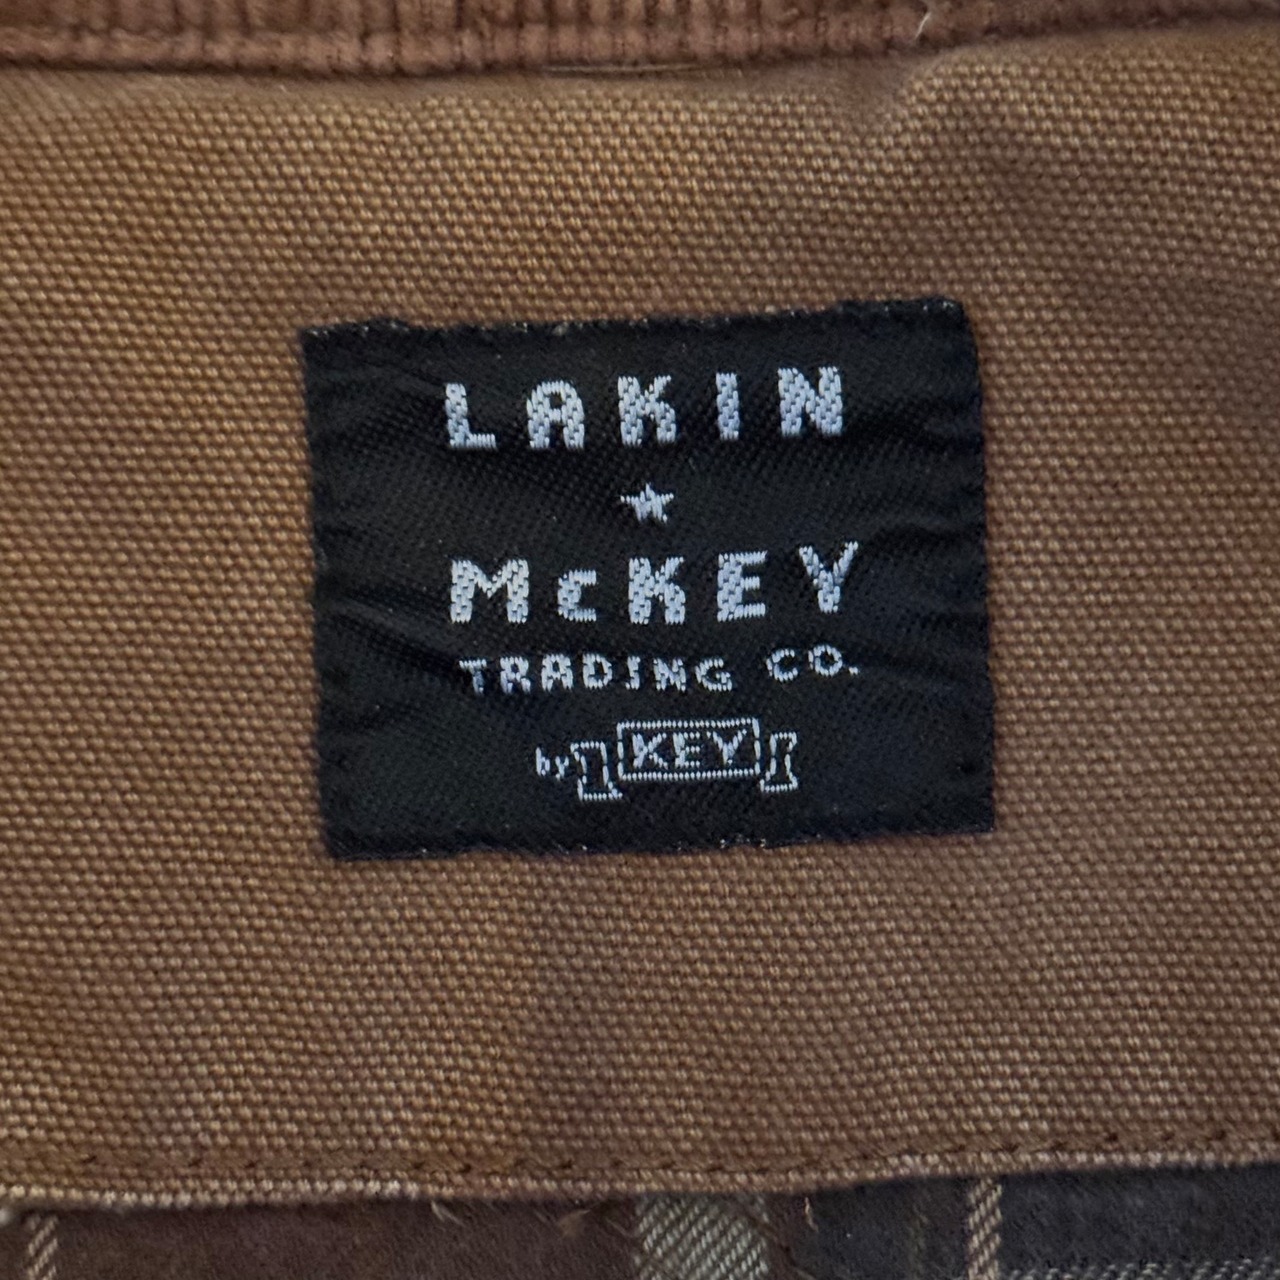 LAKIN
★
McKEY
TRADING CO.
by KEY